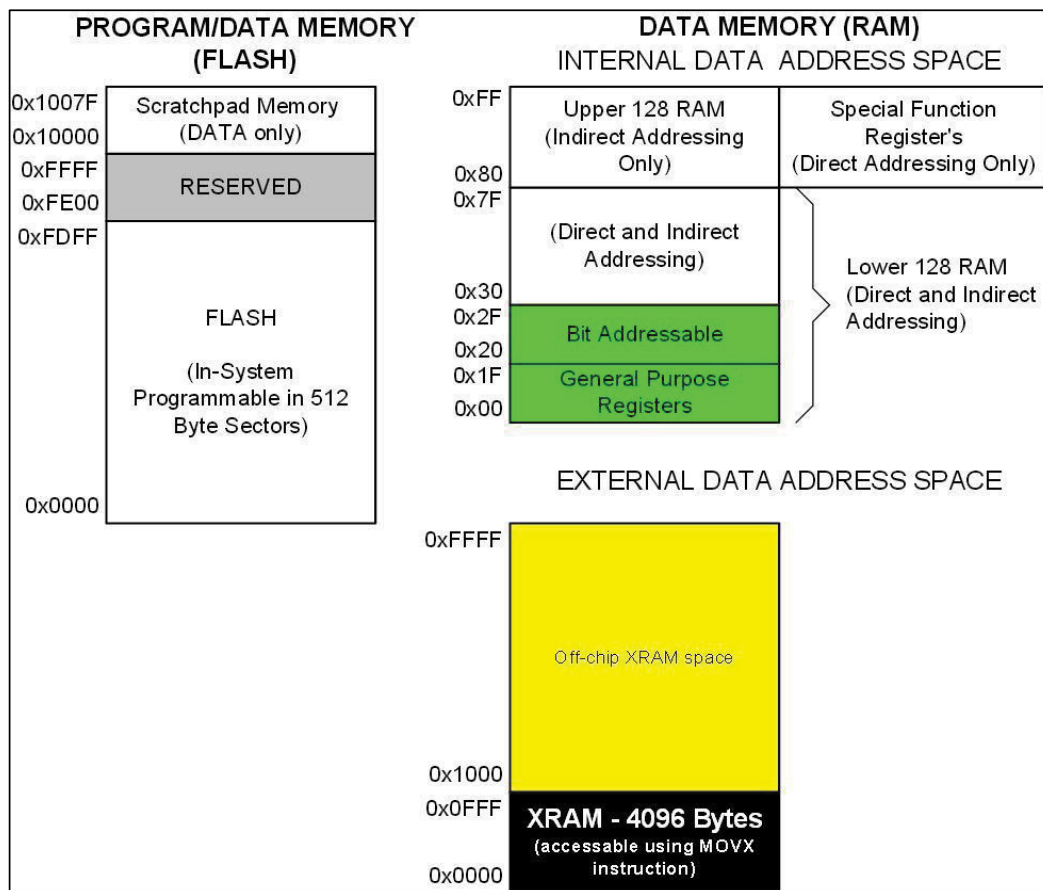 PROGRAM/DATA MEMORY
(FLASH)
0x1007F
Scratchpad Memory
(DATA only)
0x10000
0xFFFF
RESERVED
0xFE00
0xFDFF
FLASH
(In-System
Programmable in 512
Byte Sectors)
0x0000
DATA MEMORY (RAM)
INTERNAL DATA ADDRESS SPACE
0xFF
Upper 128 RAM
(Indirect Addressing
Only)
0x80
Special Function
Register's
(Direct Addressing Only)
0x7F
(Direct and Indirect
Addressing)
0x30
0x2F
Bit Addressable
0x20
0x1F
General Purpose
Registers
0x00
Lower 128 RAM
(Direct and Indirect
Addressing)
EXTERNAL DATA ADDRESS SPACE
0xFFFF
Off-chip XRAM space
0x1000
0x0FFF
XRAM - 4096 Bytes
(accessable using MOVX
instruction)
0x0000